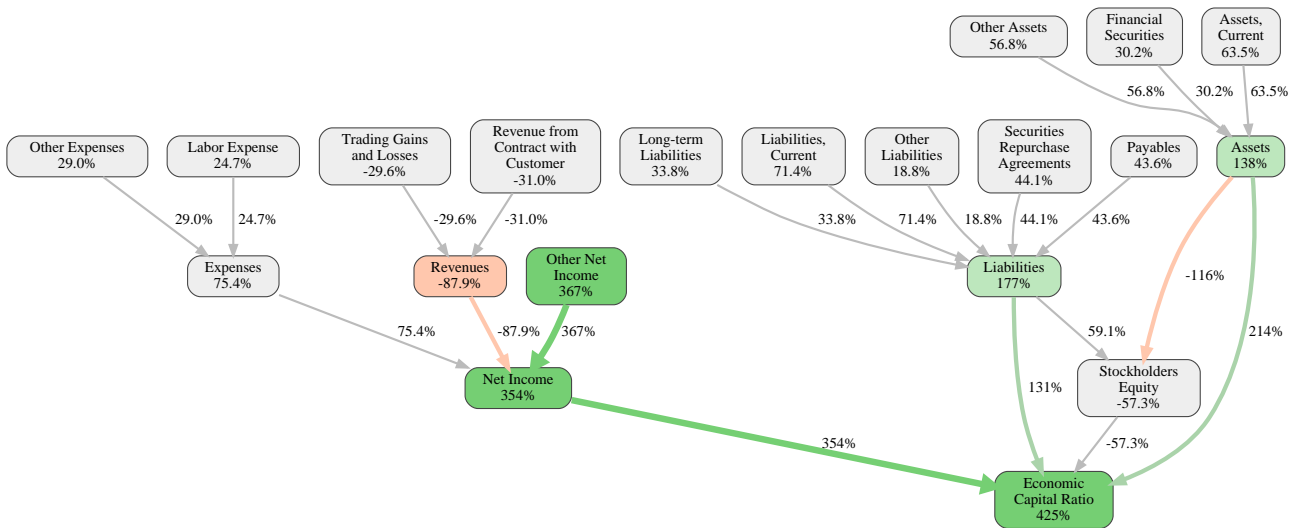 Other Assets
56.8%
Financial
Securities
30.2%
Assets,
Current
63.5%
56.8%
30.2%
63.5%
Other Expenses
29.0%
Labor Expense
24.7%
Trading Gains
and Losses
-29.6%
Revenue from
Contract with
Customer
-31.0%
Long-term
Liabilities
33.8%
Liabilities,
Current
71.4%
Other
Liabilities
18.8%
Securities
Repurchase
Agreements
44.1%
Payables
43.6%
Assets
138%
29.0%
24.7%
-29.6%
-31.0%
33.8%
71.4%
18.8%
44.1%
43.6%
Expenses
75.4%
Revenues
-87.9%
Other Net
Income
367%
Liabilities
177%
-116%
75.4%
-87.9%
367%
59.1%
214%
Net Income
354%
131%
Stockholders
Equity
-57.3%
354%
-57.3%
Economic
Capital Ratio
425%